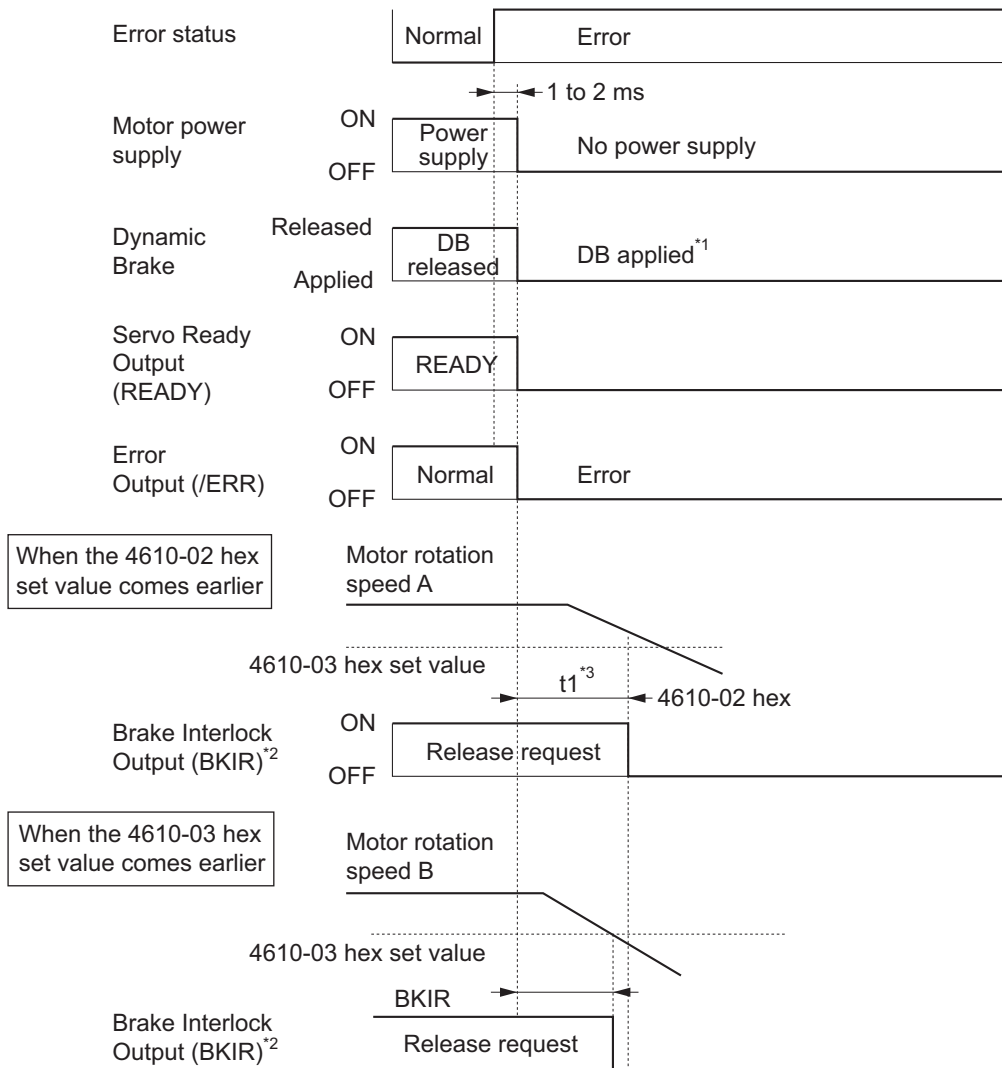 Error status
Normal
Error
1 to 2 ms
Motor power
supply
ON
OFF
Power
supply
No power supply
Dynamic
Brake
Released
Applied
DB
released
DB applied*1
Servo Ready
Output
(READY)
ON
OFF
READY
Error
Output (/ERR)
ON
OFF
Normal
Error
When the 4610-02 hex
set value comes earlier
Motor rotation
speed A
4610-03 hex set value
t1*3
4610-02 hex
Brake Interlock
Output (BKIR)*2
ON
OFF
Release request
When the 4610-03 hex
set value comes earlier
Motor rotation
speed B
4610-03 hex set value
BKIR
Brake Interlock
Output (BKIR)*2
Release request